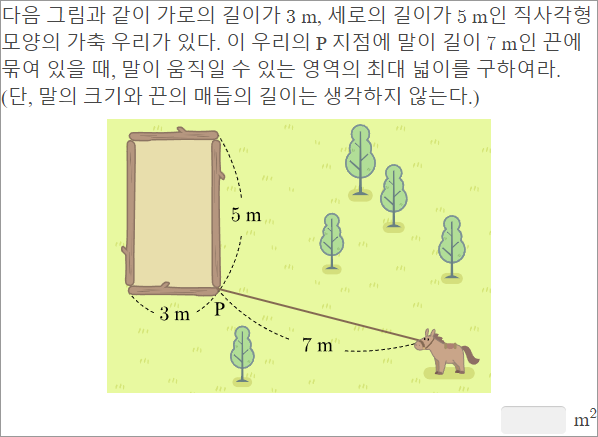 다음 그림과 같이 가로의 길이가 3 m, 세로의 길이가 5 m인 직사각형
모양의 가축 우리가 있다. 이 우리의 P 지점에 말이 길이 7 m인 끈에
묶여 있을 때, 말이 움직일 수 있는 영역의 최대 넓이를 구하여라.
(단, 말의 크기와 끈의 매듭의 길이는 생각하지 않는다.)
5 m
3 m
P
7 m
m²